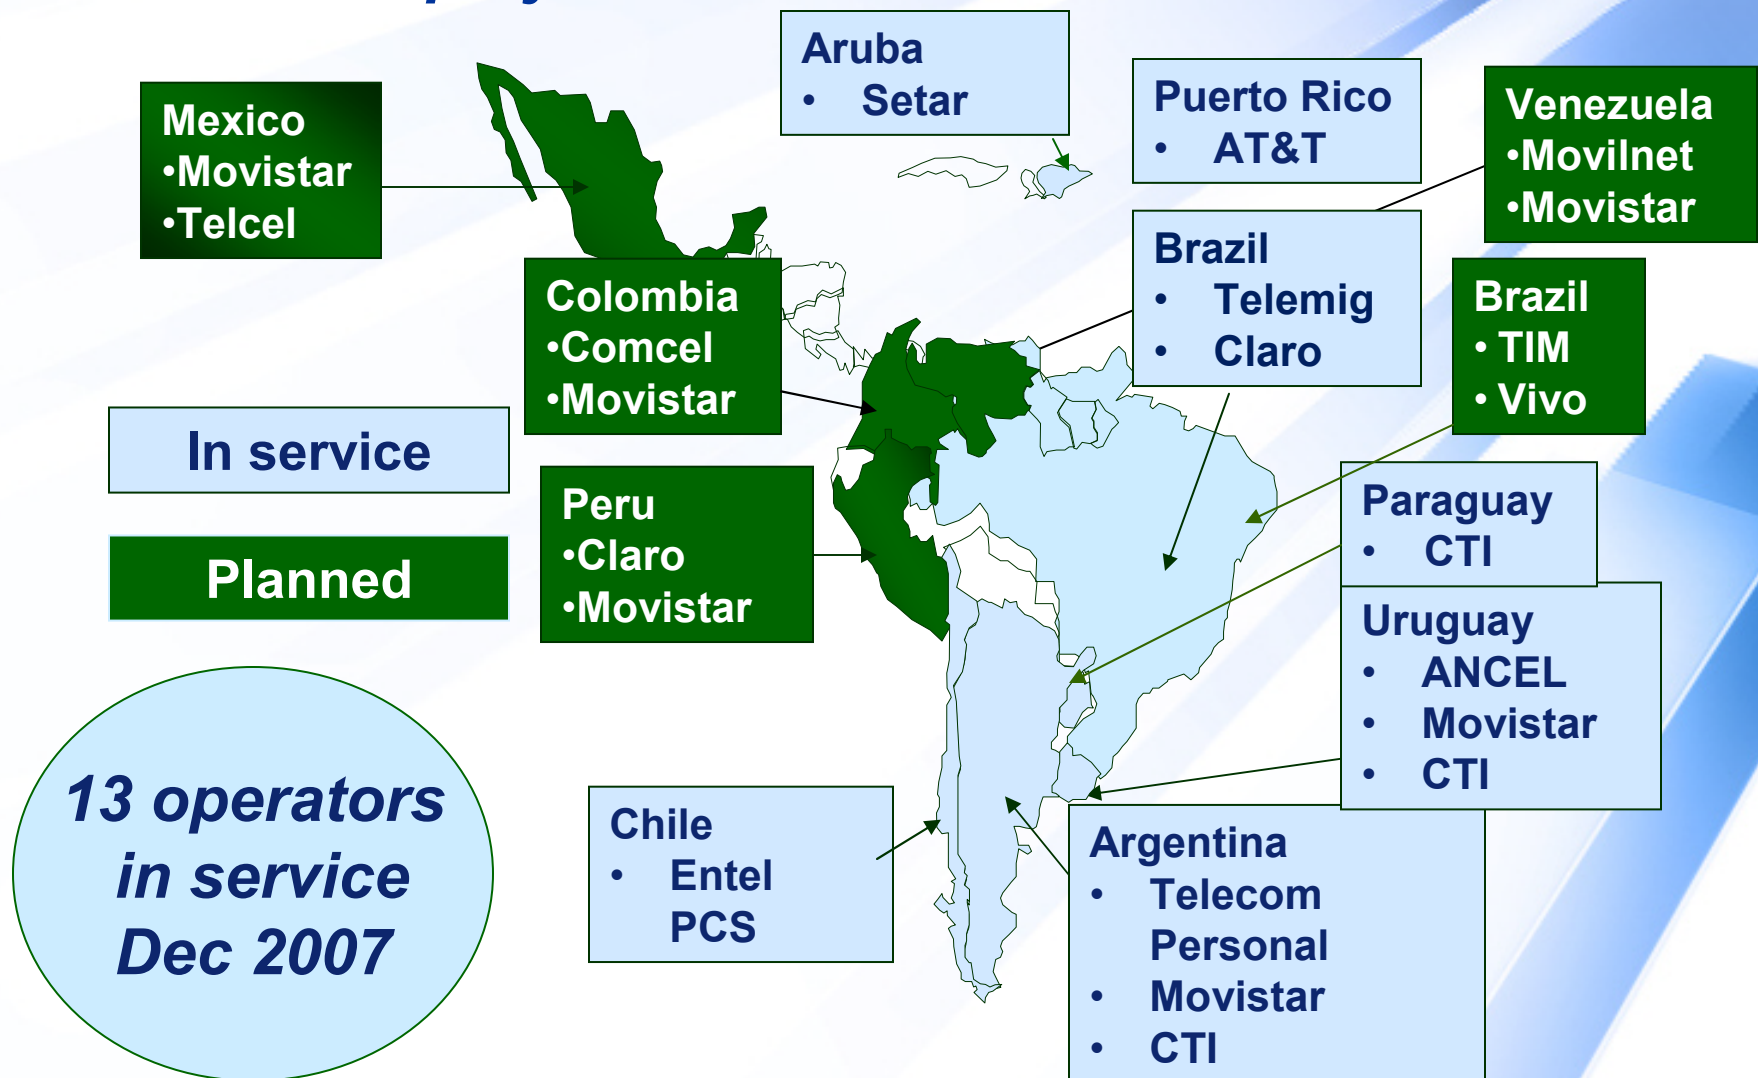 Aruba
• Setar
Puerto Rico
• AT&T
Venezuela
•Movilnet
•Movistar
Mexico
•Movistar
•Telcel
Brazil
• Telemig
• Claro
Brazil
• TIM
• Vivo
Colombia
•Comcel
•Movistar
In service
Planned
Peru
•Claro
•Movistar
Paraguay
• CTI
Uruguay
• ANCEL
• Movistar
• CTI
13 operators
in service
Dec 2007
Chile
• Entel
PCS
Argentina
• Telecom
Personal
• Movistar
• CTI